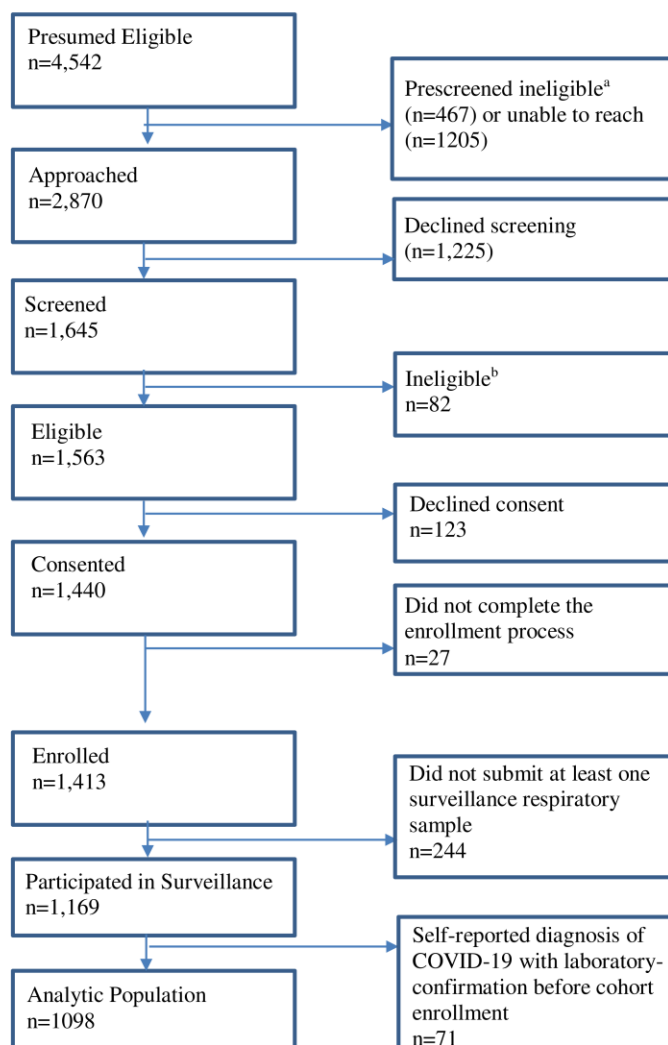 Presumed Eligible
n=4,542
Prescreened ineligibleᵃ
(n=467) or unable to reach
(n=1205)
Approached
n=2,870
Declined screening
(n=1,225)
Screened
n=1,645
Ineligibleᵇ
n=82
Eligible
n=1,563
Declined consent
n=123
Consented
n=1,440
Did not complete the
enrollment process
n=27
Enrolled
n=1,413
Did not submit at least one
surveillance respiratory
sample
n=244
Participated in Surveillance
n=1,169
Self-reported diagnosis of
COVID-19 with laboratory-
confirmation before cohort
enrollment
n=71
Analytic Population
n=1098